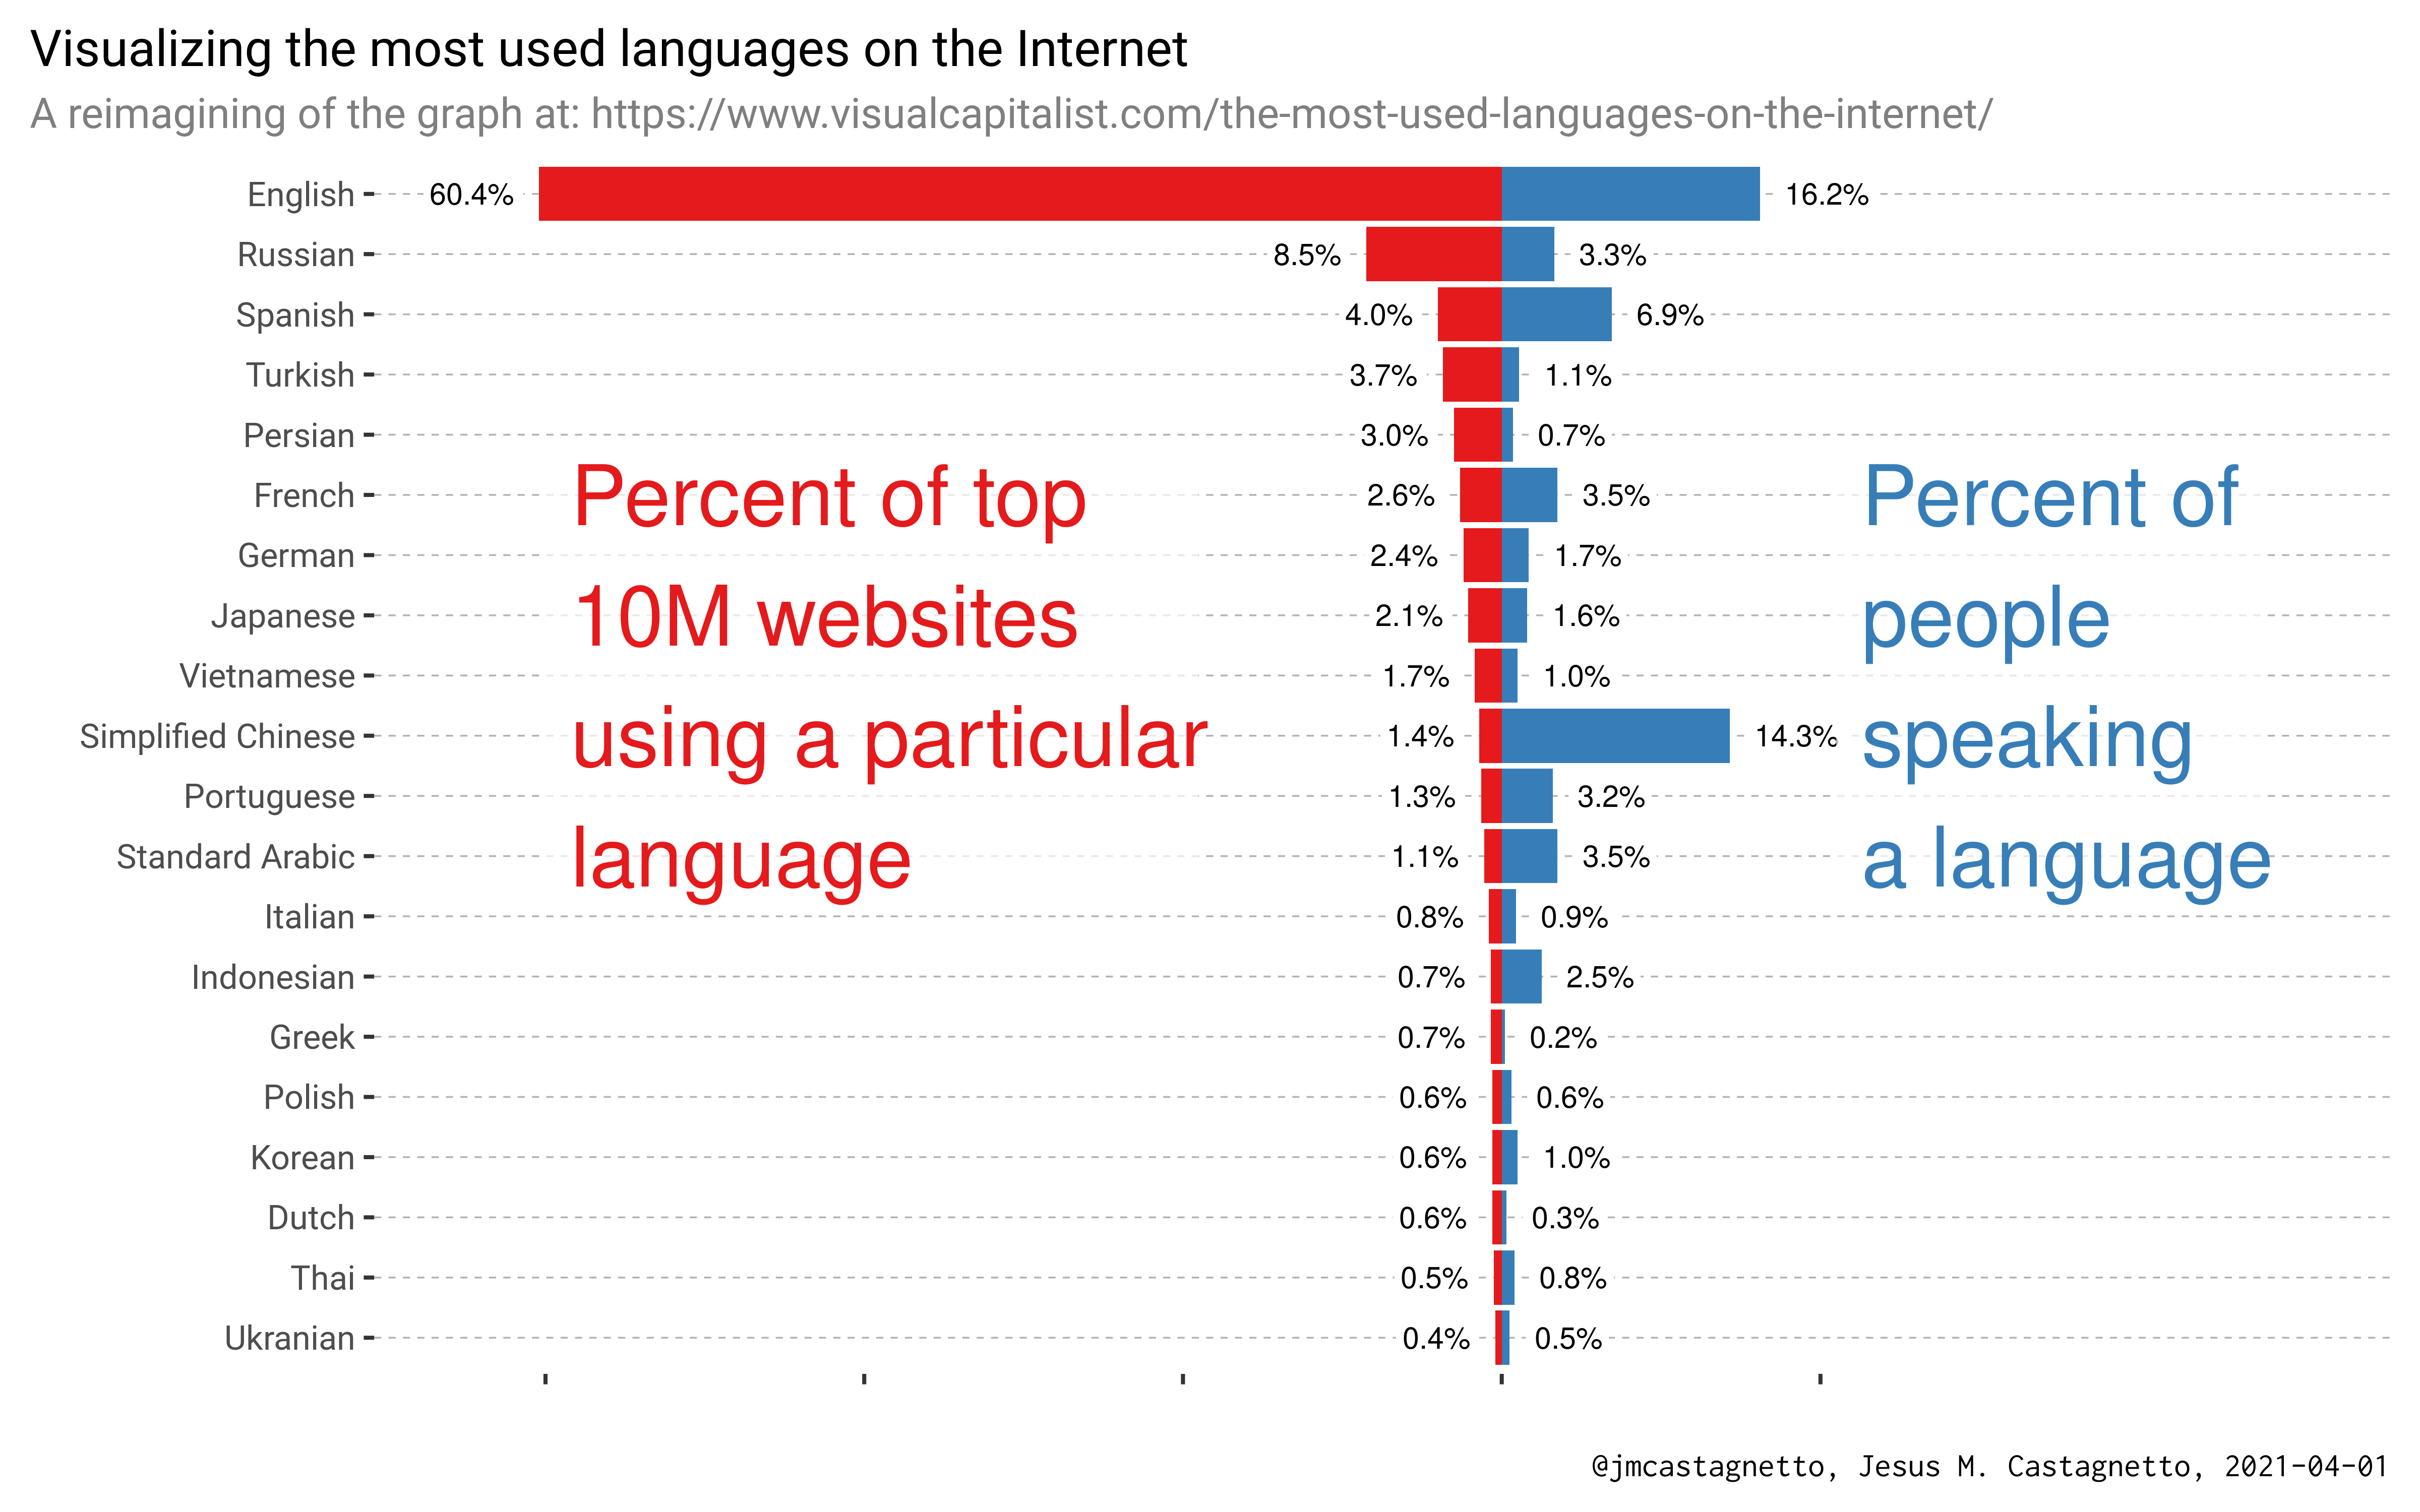 Visualizing the most used languages on the Internet
A reimagining of the graph at: https://www.visualcapitalist.com/the-most-used-languages-on-the-internet/
English 60.4% 16.2%
Russian 8.5% 3.3%
Spanish 4.0% 6.9%
Turkish 3.7% 1.1%
Persian 3.0% 0.7%
French 2.6% 3.5%
German 2.4% 1.7%
Japanese 2.1% 1.6%
Vietnamese 1.7% 1.0%
Simplified Chinese 1.4% 14.3%
Portuguese 1.3% 3.2%
Standard Arabic 1.1% 3.5%
Italian 0.8% 0.9%
Indonesian 0.7% 2.5%
Greek 0.7% 0.2%
Polish 0.6% 0.6%
Korean 0.6% 1.0%
Dutch 0.6% 0.3%
Thai 0.5% 0.8%
Ukranian 0.4% 0.5%
Percent of top
10M websites
using a particular
language
Percent of
people
speaking
a language
@jmcastagnetto, Jesus M. Castagnetto, 2021-04-01